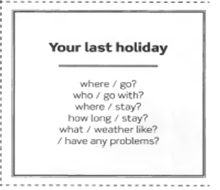 Your last holiday
where / go?
who / go with?
where / stay?
how long / stay?
what / weather like?
/ have any problems?